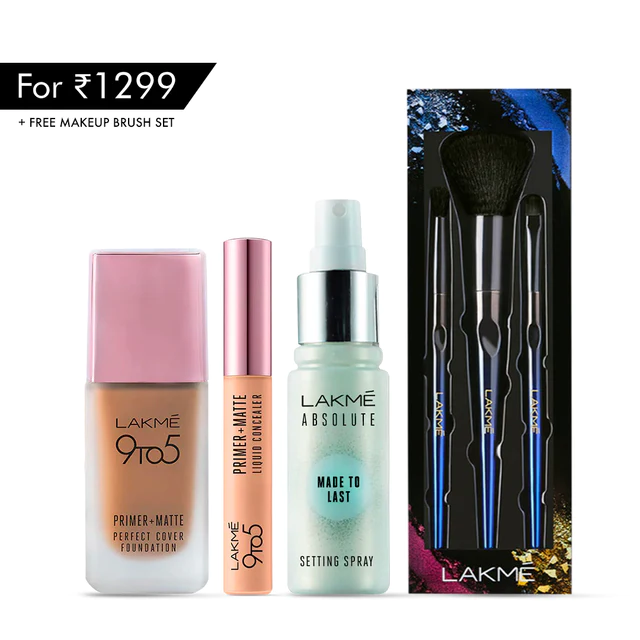 For ₹1299
+ FREE MAKEUP BRUSH SET
LAKMÉ
9TO5
PRIMER + MATTE
PERFECT COVER
FOUNDATION
PRIMER + MATTE
LIQUID CONCEALER
LAKMÉ
9TO5
LAKMÉ
ABSOLUTE
MADE TO
LAST
SETTING SPRAY
LAKMÉ
LAKMÉ
LAKMÉ
LAKMÉ